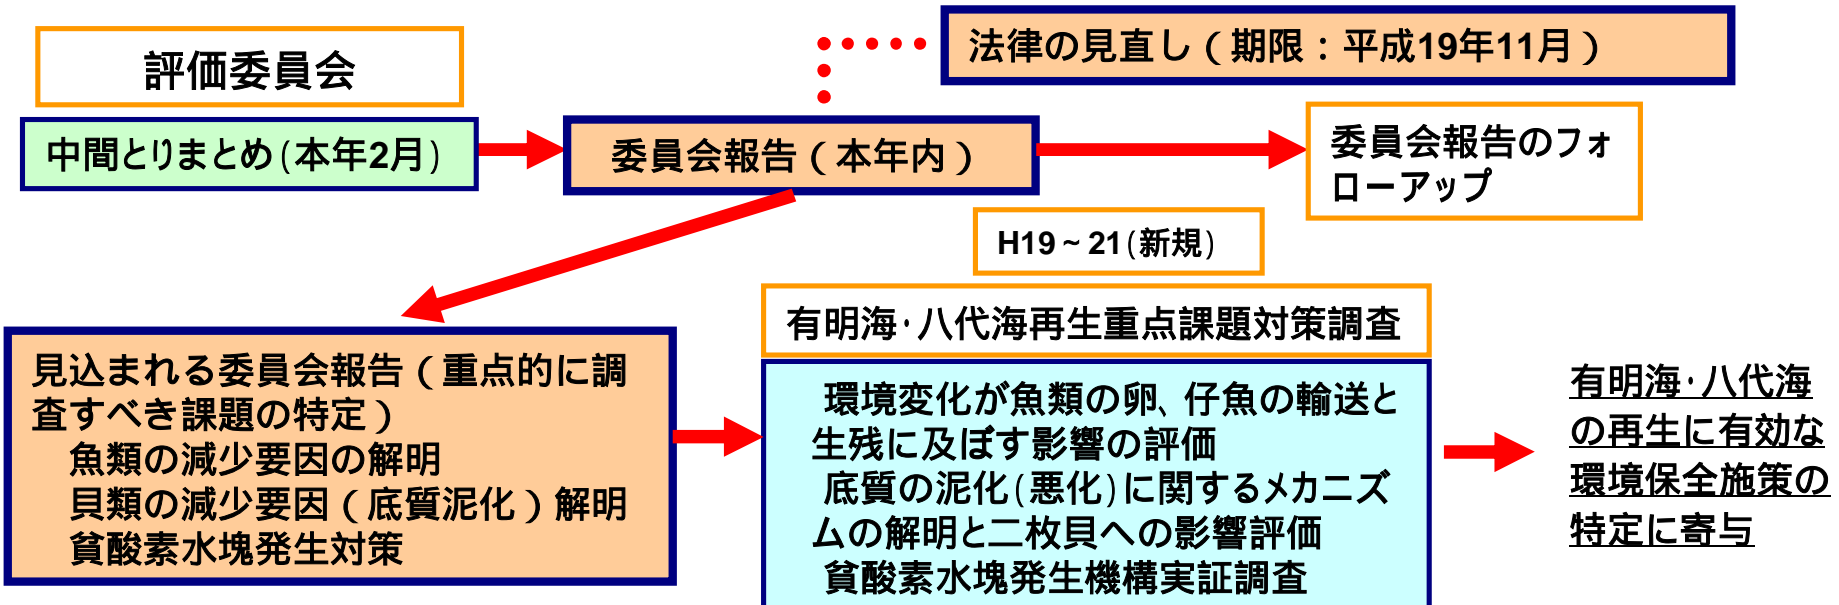 法律の見直し（期限：平成19年11月）
評価委員会
中間とりまとめ(本年2月)
委員会報告（本年内）
委員会報告のフォ
ローアップ
H19～21(新規)
有明海･八代海再生重点課題対策調査
見込まれる委員会報告（重点的に調
査すべき課題の特定）
魚類の減少要因の解明
貝類の減少要因（底質泥化）解明
貧酸素水塊発生対策
環境変化が魚類の卵、仔魚の輸送と
生残に及ぼす影響の評価
底質の泥化(悪化)に関するメカニズ
ムの解明と二枚貝への影響評価
貧酸素水塊発生機構実証調査
有明海･八代海
の再生に有効な
環境保全施策の
特定に寄与